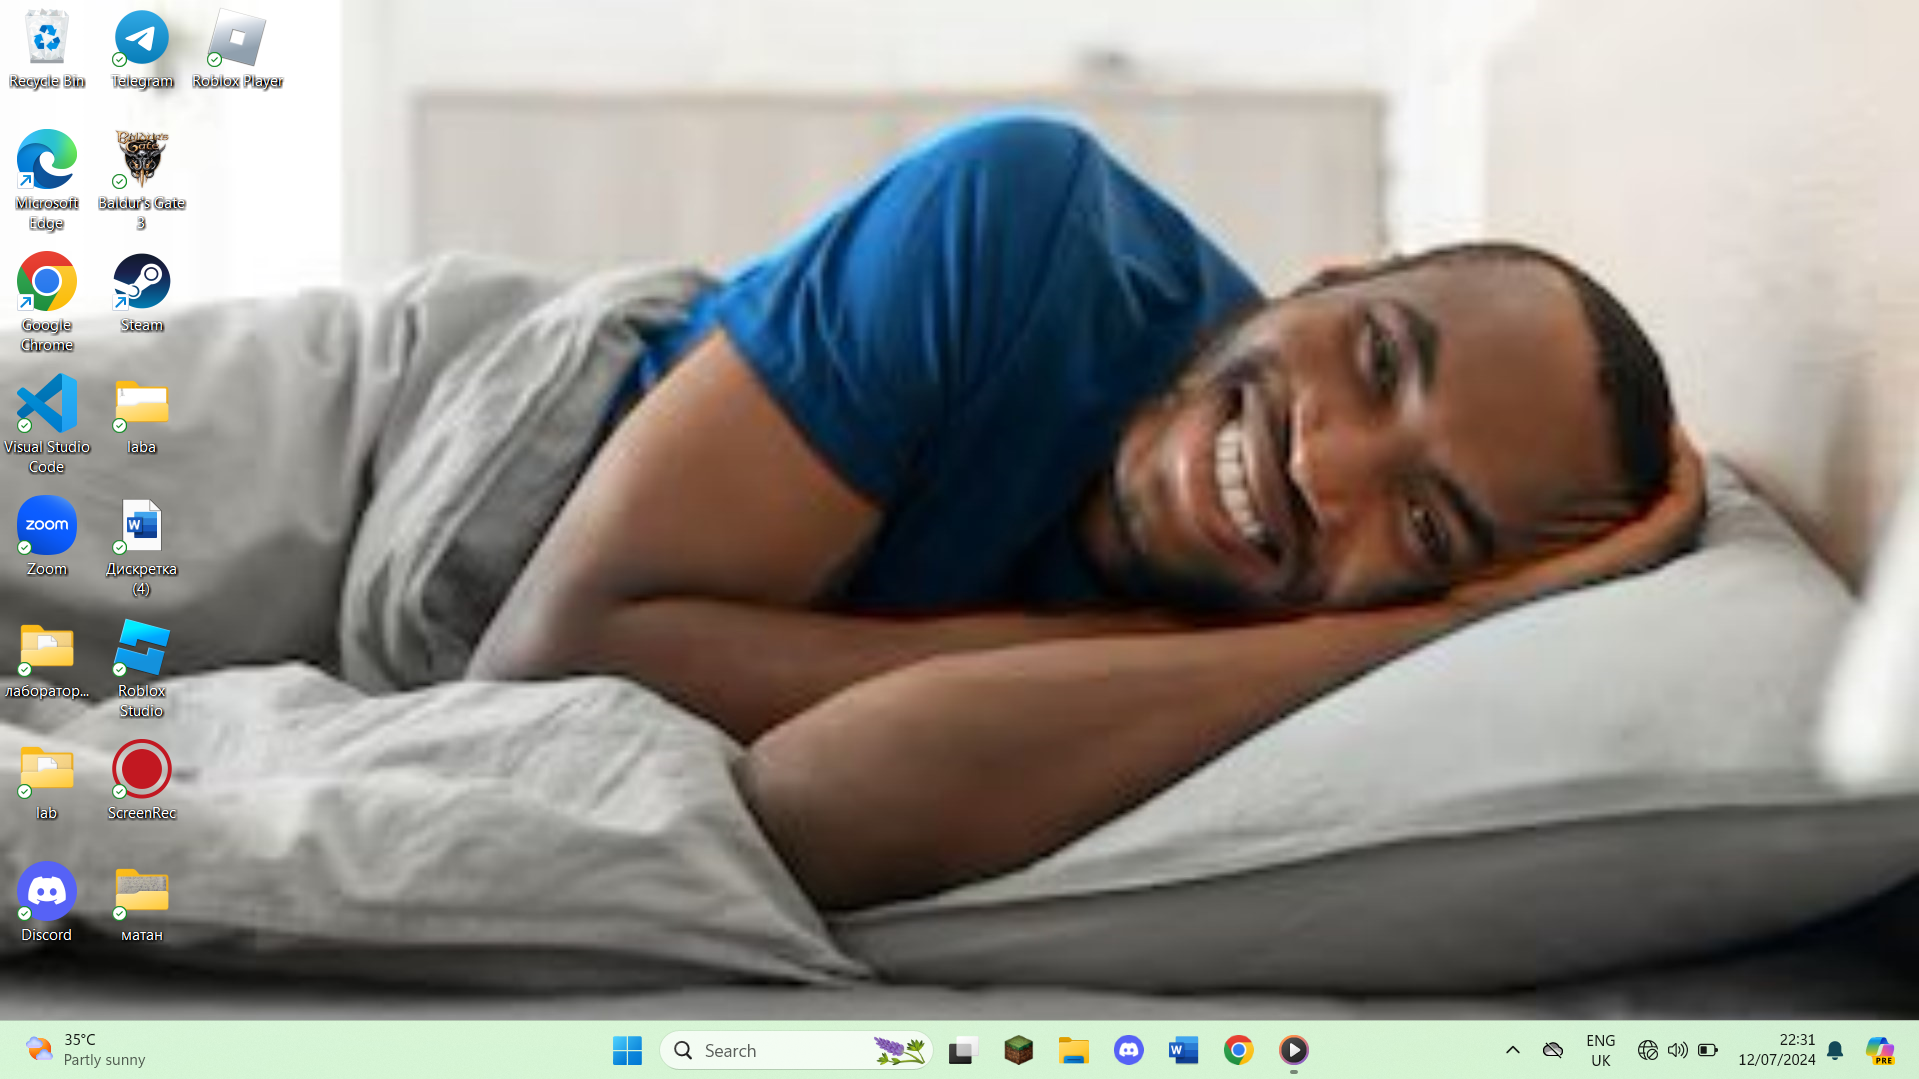 Recycle Bin
Telegram
Roblox Player
Microsoft
Edge
Baldur's Gate
3
Google
Chrome
Steam
Visual Studio
Code
laba
zoom
Zoom
W
Дискретка
(4)
лаборатор...
Roblox
Studio
lab
ScreenRec
Discord
матан
35°C
Partly sunny
Search
W
ENG
UK
22:31
12/07/2024
PRE